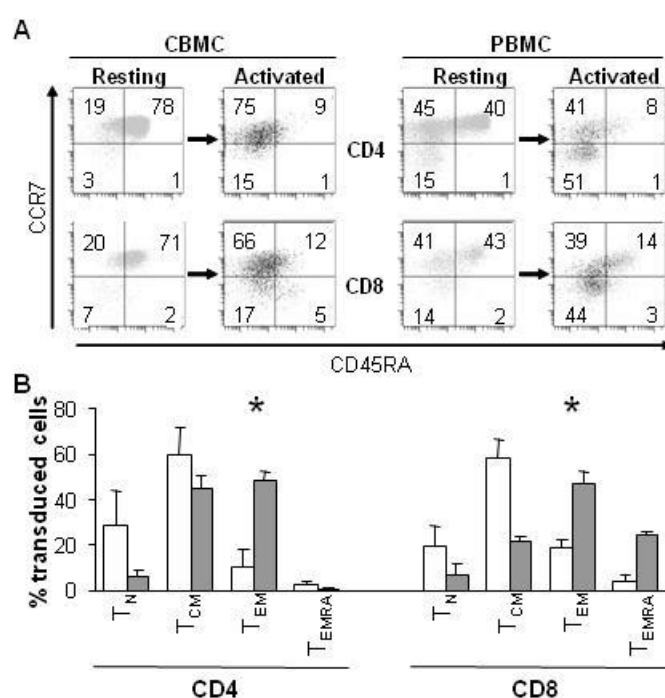 A
CBMC PBMC
Resting Activated Resting Activated
19 78 75 9 45 40 41 8
CD4
3 1 15 1 15 1 51 1
CCR7
20 71 66 12 41 43 39 14
CD8
7 2 17 5 14 2 44 3
CD45RA
B
% transducted cells
80
60
40
20
0
* *
TN TCM TEM TEMRA TN TCM TEM TEMRA
CD4 CD8